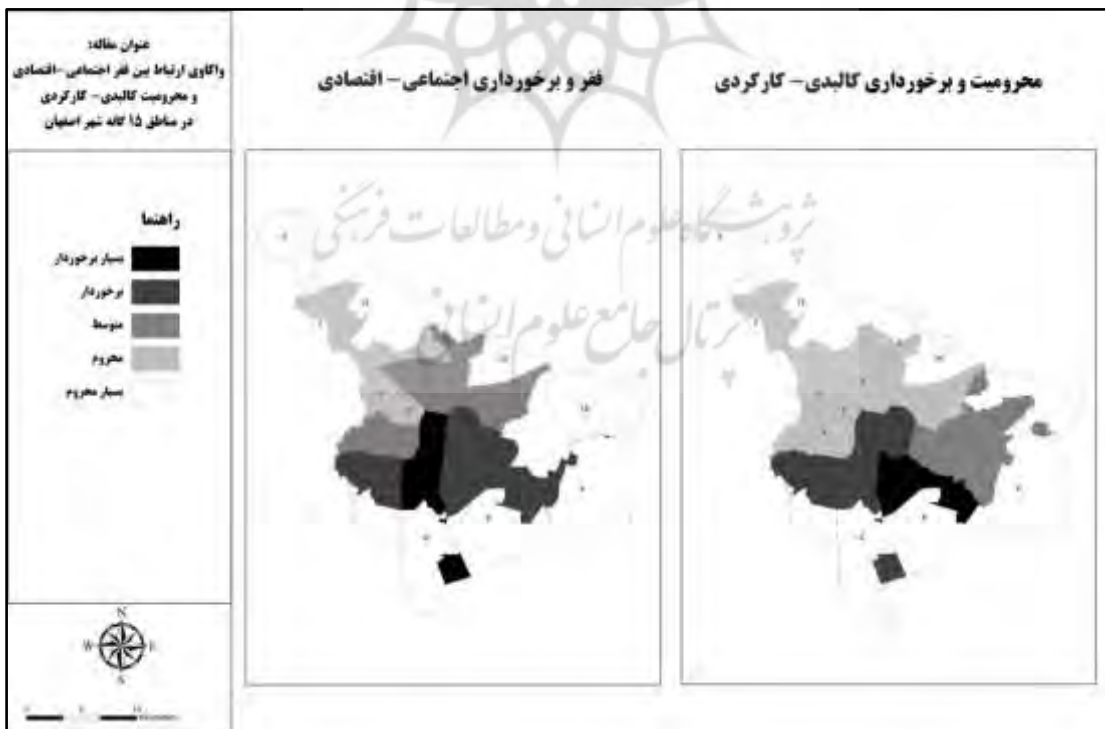 عنوان مقاله:
واکاوی ارتباط بین فقر اجتماعی-اقتصادی
و محرومیت کالبدی- کارکردی
در مناطق ۱۵ گانه شهر اصفهان
محرومیت و برخورداری کالبدی- کارکردی
فقر و برخورداری اجتماعی- اقتصادی
راهنما
بسیار برخوردار
برخوردار
متوسط
محروم
بسیار محروم
پژوهشگاه علوم انسانی و مطالعات فرهنگی
پرتال جامع علوم انسانی
N
W E
S